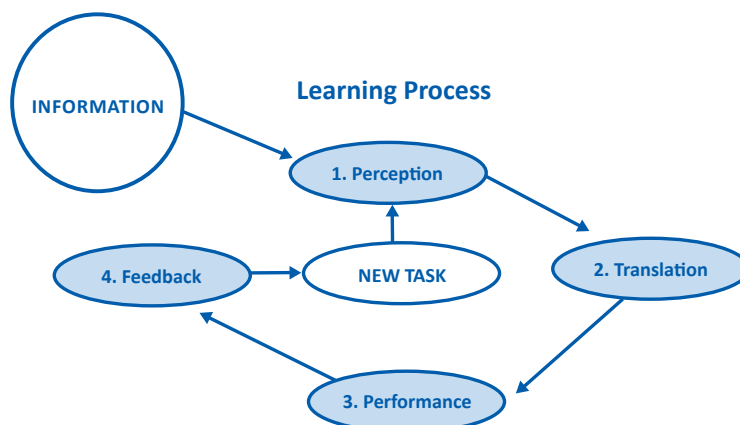 Learning Process
INFORMATION
1. Perception
2. Translation
4. Feedback
NEW TASK
3. Performance